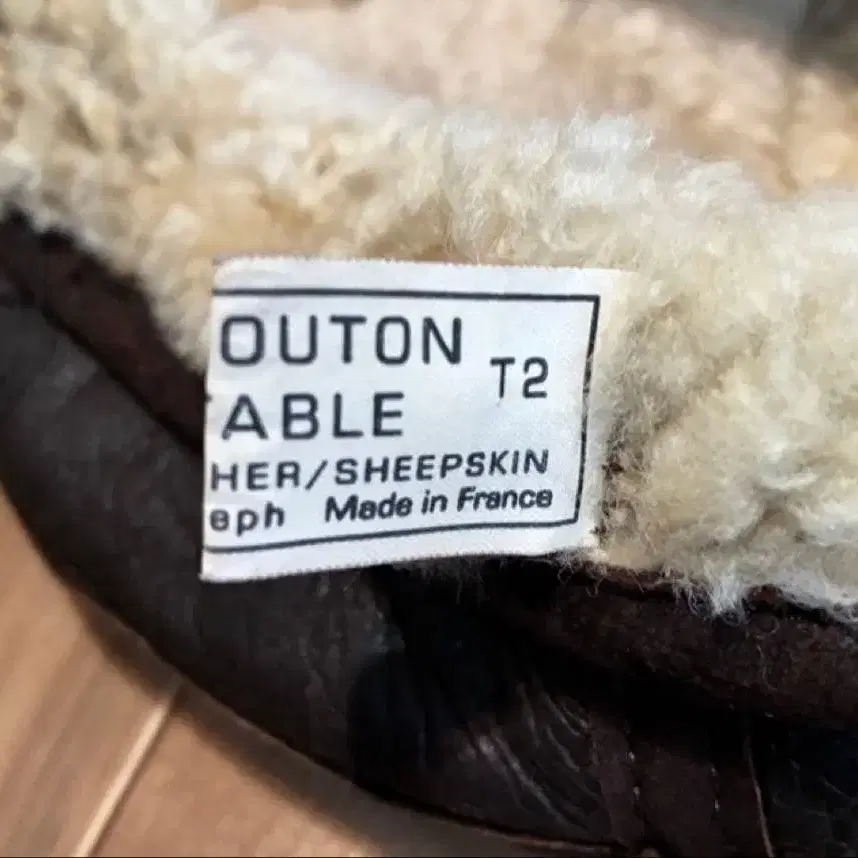 OUTON
T2
ABLE
HER/SHEEPSKIN
eph Made in France